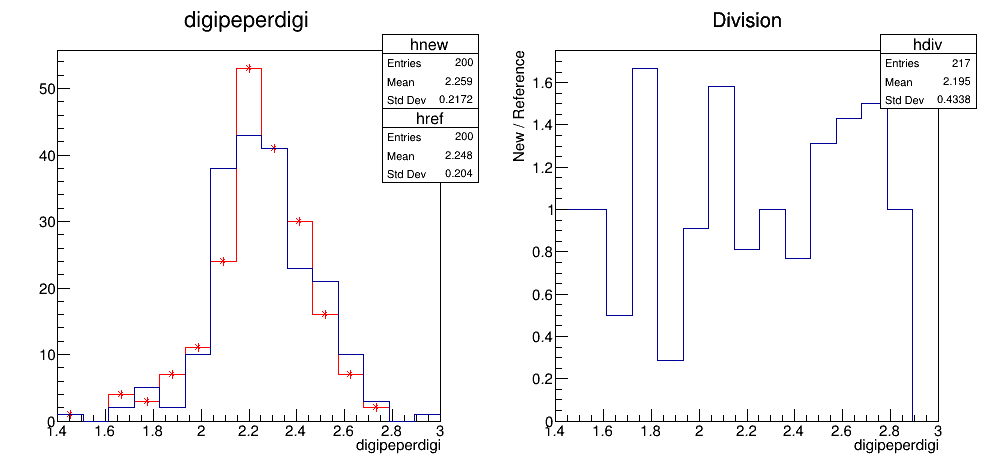 digipeperdigi
hnew
Entries 200
Mean 2.259
Std Dev 0.2172
href
Entries 200
Mean 2.248
Std Dev 0.204
50
40
30
20
10
0
1.4 1.6 1.8 2 2.2 2.4 2.6 2.8 3
digipeperdigi
Division
hdiv
Entries 217
Mean 2.195
Std Dev 0.4338
New / Reference
1.6
1.4
1.2
1
0.8
0.6
0.4
0.2
0
1.4 1.6 1.8 2 2.2 2.4 2.6 2.8 3
digipeperdigi